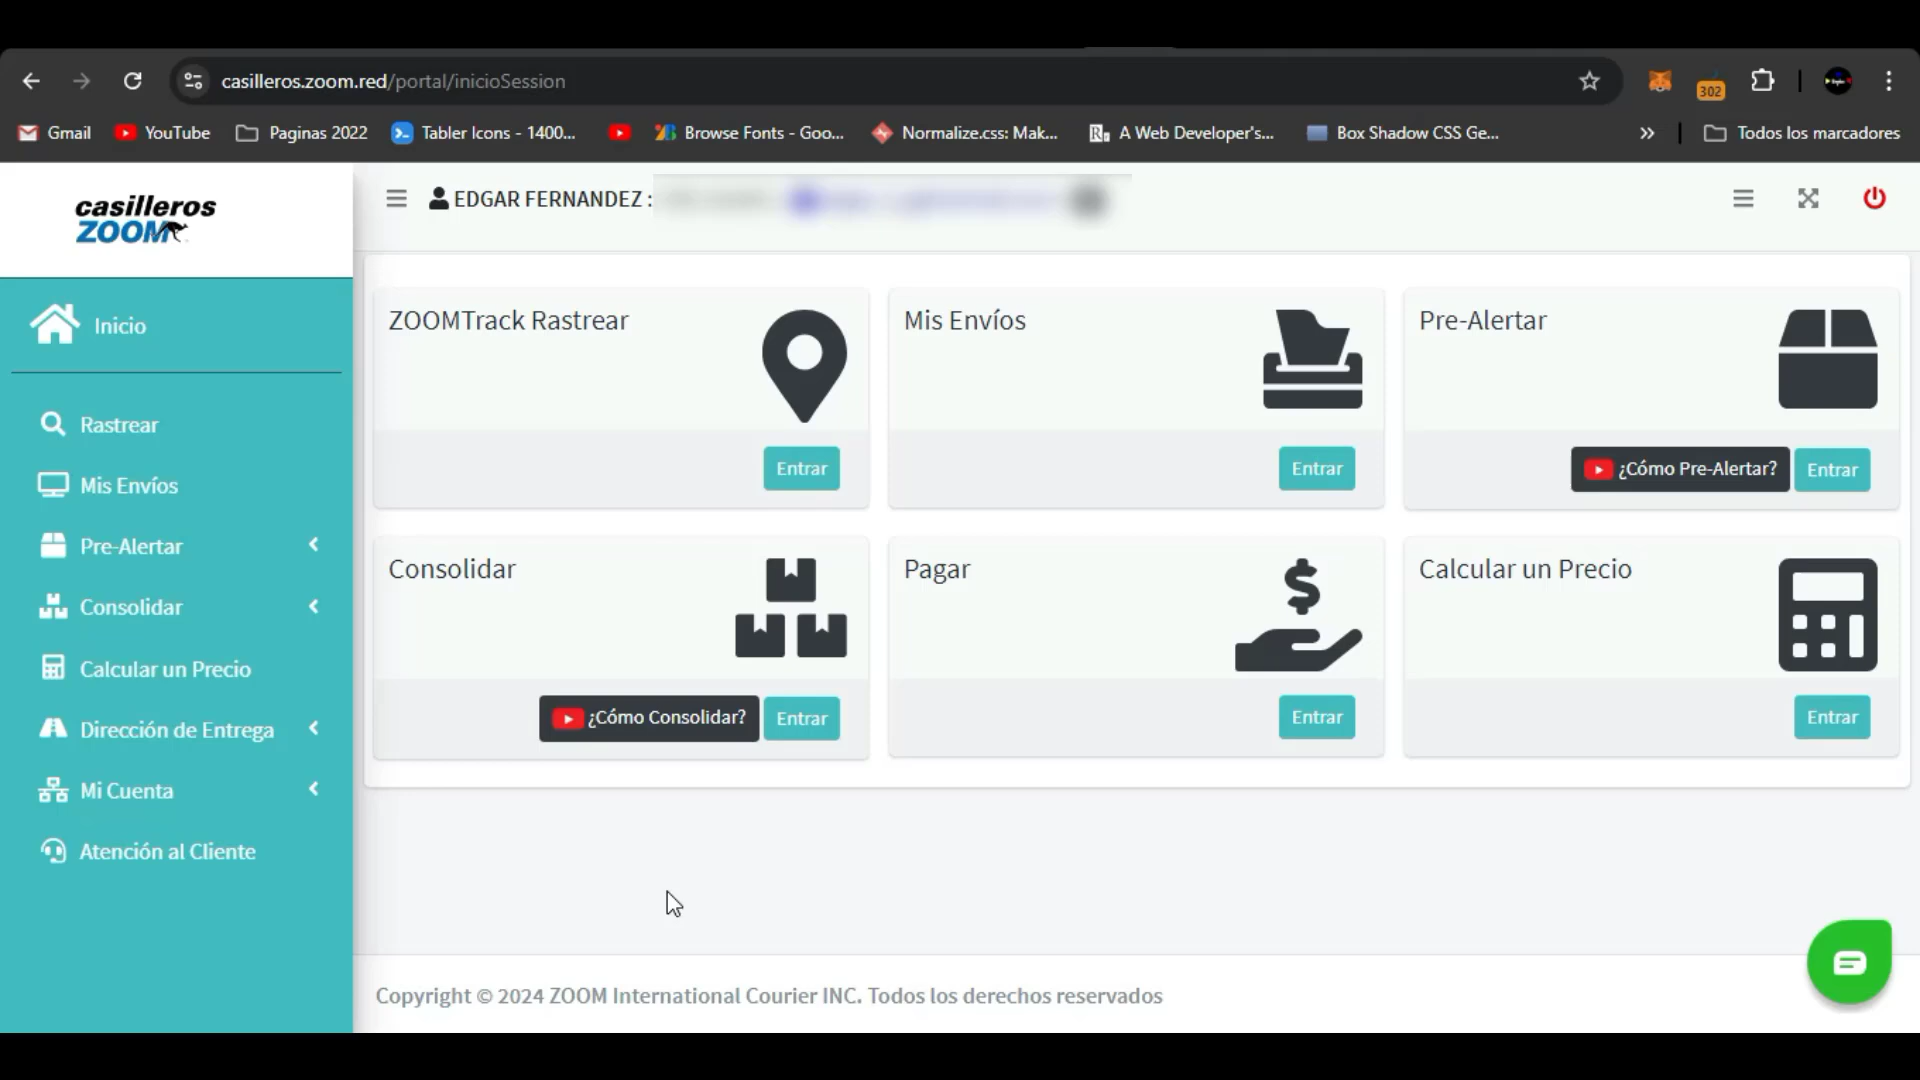 casilleros.zoom.red/portal/inicioSession
302
Gmail
YouTube
Paginas 2022
Tabler Icons - 1400...
Browse Fonts - Goo...
Normalize.css: Mak...
A Web Developer's...
Box Shadow CSS Ge...
Todos los marcadores
casilleros
ZOOM
EDGAR FERNANDEZ :
Inicio
Rastrear
Mis Envíos
Pre-Alertar
Consolidar
Calcular un Precio
Dirección de Entrega
Mi Cuenta
Atención al Cliente
ZOOMTrack Rastrear
Entrar
Mis Envíos
Entrar
Pre-Alertar
¿Cómo Pre-Alertar?
Entrar
Consolidar
¿Cómo Consolidar?
Entrar
Pagar
Entrar
Calcular un Precio
Entrar
Copyright © 2024 ZOOM International Courier INC. Todos los derechos reservados